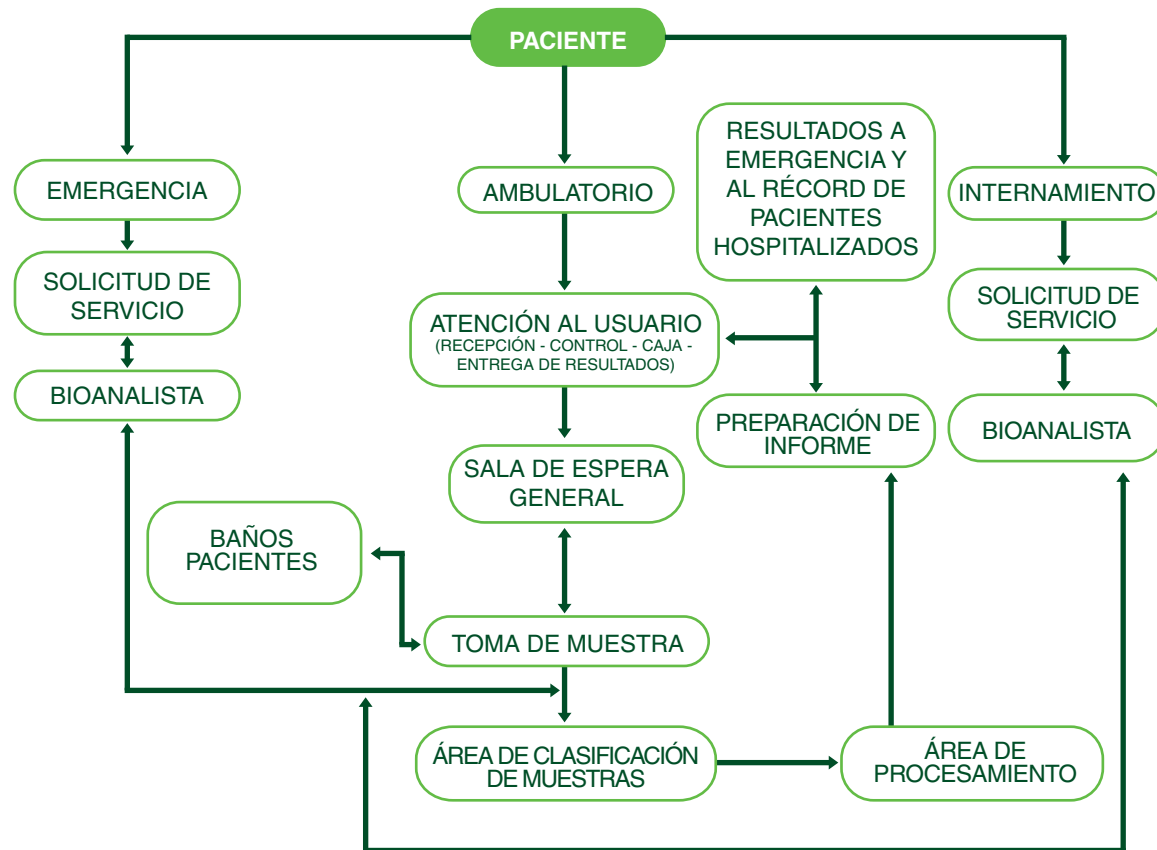 PACIENTE
EMERGENCIA
SOLICITUD DE
SERVICIO
BIOANALISTA
AMBULATORIO
ATENCIÓN AL USUARIO
(RECEPCIÓN - CONTROL - CAJA -
ENTREGA DE RESULTADOS)
SALA DE ESPERA
GENERAL
BAÑOS
PACIENTES
TOMA DE MUESTRA
ÁREA DE CLASIFICACIÓN
DE MUESTRAS
ÁREA DE
PROCESAMIENTO
PREPARACIÓN DE
INFORME
RESULTADOS A
EMERGENCIA Y
AL RÉCORD DE
PACIENTES
HOSPITALIZADOS
INTERNAMIENTO
SOLICITUD DE
SERVICIO
BIOANALISTA